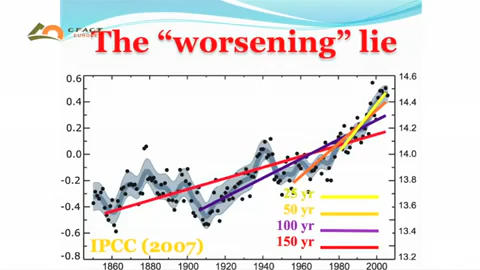 CFACT
EUROPE
The “worsening” lie
0.6
0.4
0.2
0.0
-0.2
-0.4
-0.6
-0.8
14.6
14.4
14.2
14.0
13.8
13.6
13.4
13.2
25 yr
50 yr
100 yr
150 yr
IPCC (2007)
1860 1880 1900 1920 1940 1960 1980 2000